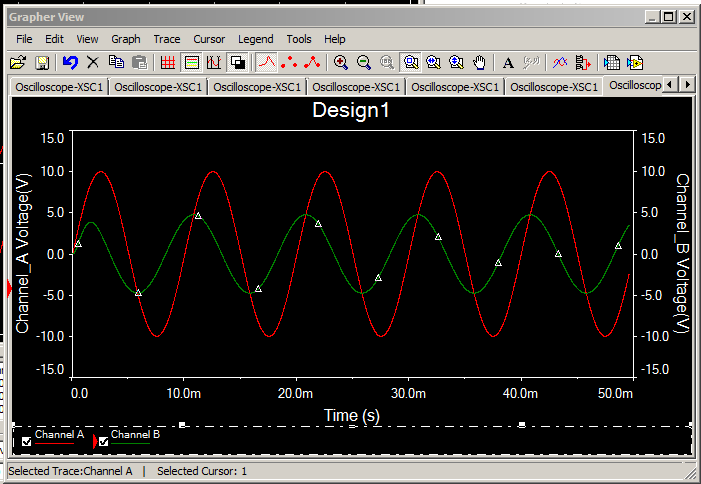 Grapher View
File Edit View Graph Trace Cursor Legend Tools Help
A (x,y)
Oscilloscope-XSC1 Oscilloscope-XSC1 Oscilloscope-XSC1 Oscilloscope-XSC1 Oscilloscope-XSC1 Oscilloscope-XSC1 Oscilloscop
Design1
Channel_A Voltage(V)
15.0
10.0
5.0
0.0
-5.0
-10.0
-15.0
15.0
10.0
5.0
0.0
-5.0
-10.0
-15.0
Channel_B Voltage(V)
0.0 10.0m 20.0m 30.0m 40.0m 50.0m
Time (s)
Channel A Channel B
Selected Trace:Channel A | Selected Cursor: 1